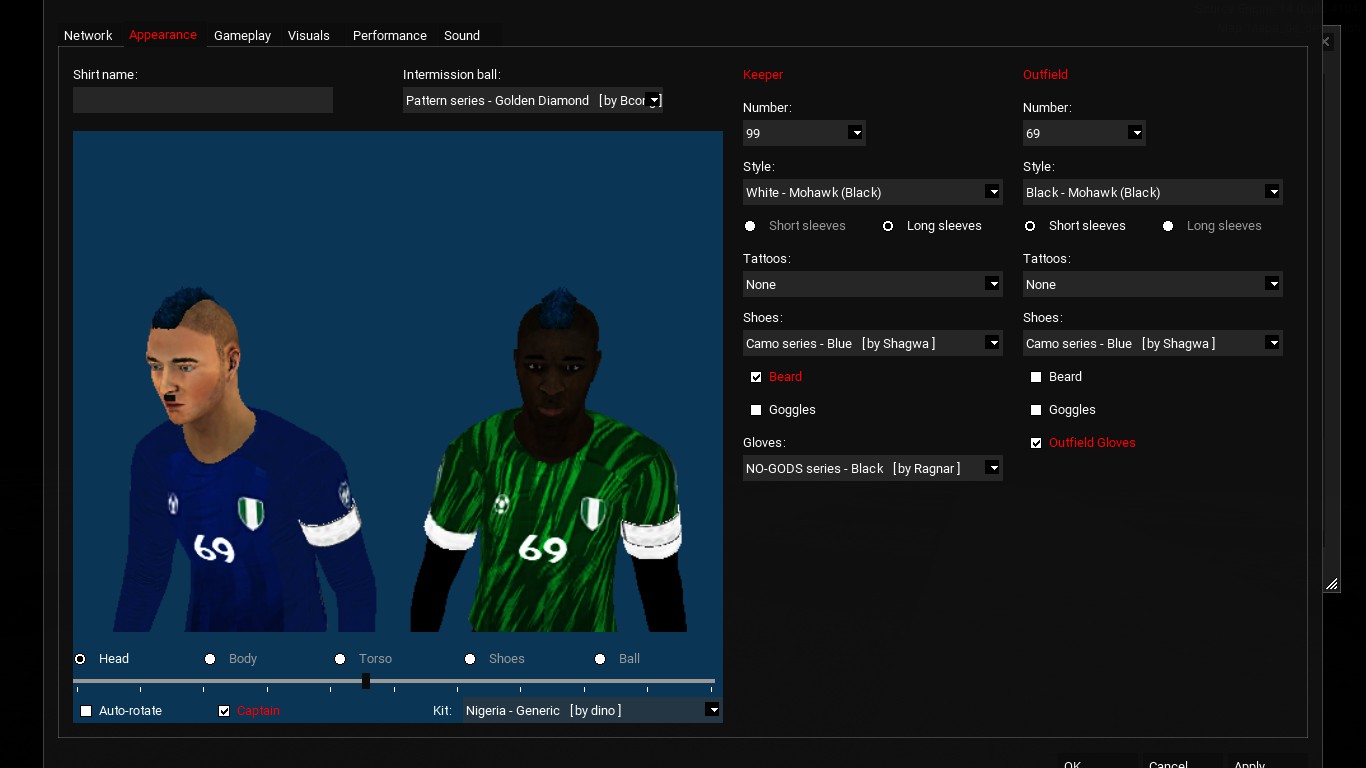 Network Appearance Gameplay Visuals Performance Sound
Shirt name:
Intermission ball:
Pattern series - Golden Diamond [by Bcon
Keeper
Number:
99
Style:
White - Mohawk (Black)
Short sleeves Long sleeves
Tattoos:
None
Shoes:
Camo series - Blue [by Shagwa]
Beard
Goggles
Gloves:
NO-GODS series - Black [by Ragnar]
Outfield
Number:
69
Style:
Black - Mohawk (Black)
Short sleeves Long sleeves
Tattoos:
None
Shoes:
Camo series - Blue [by Shagwa]
Beard
Goggles
Outfield Gloves
69
69
Head Body Torso Shoes Ball
Auto-rotate Captain Kit: Nigeria - Generic [by dino]
OK Cancel Apply